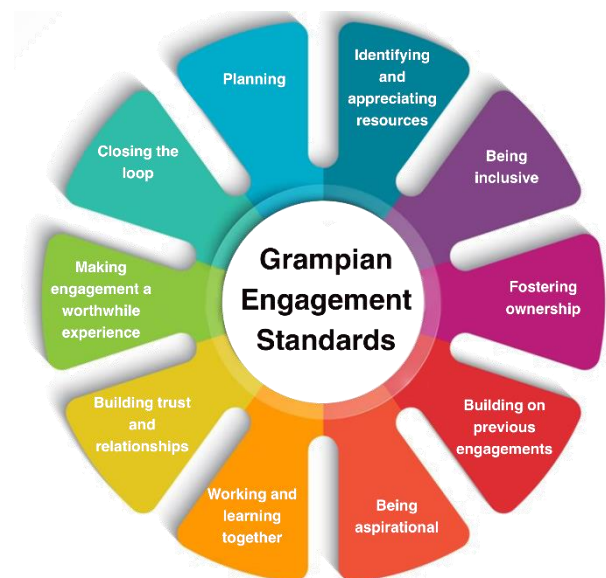 Grampian
Engagement
Standards
Planning
Identifying
and
appreciating
resources
Being
inclusive
Fostering
ownership
Building on
previous
engagements
Being
aspirational
Working and
learning
together
Building trust
and
relationships
Making
engagement a
worthwhile
experience
Closing the
loop